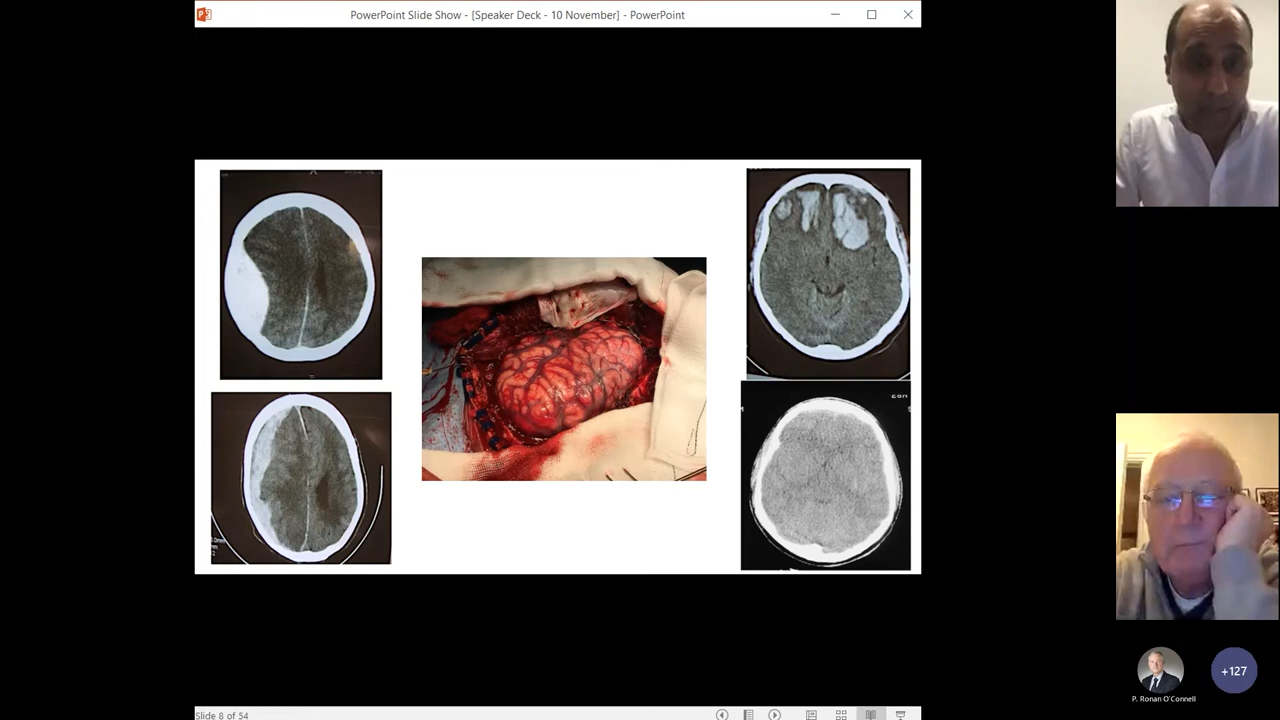 PowerPoint Slide Show - [Speaker Deck - 10 November] - PowerPoint
P. Ronan O'Connell
+127
Slide 8 of 54